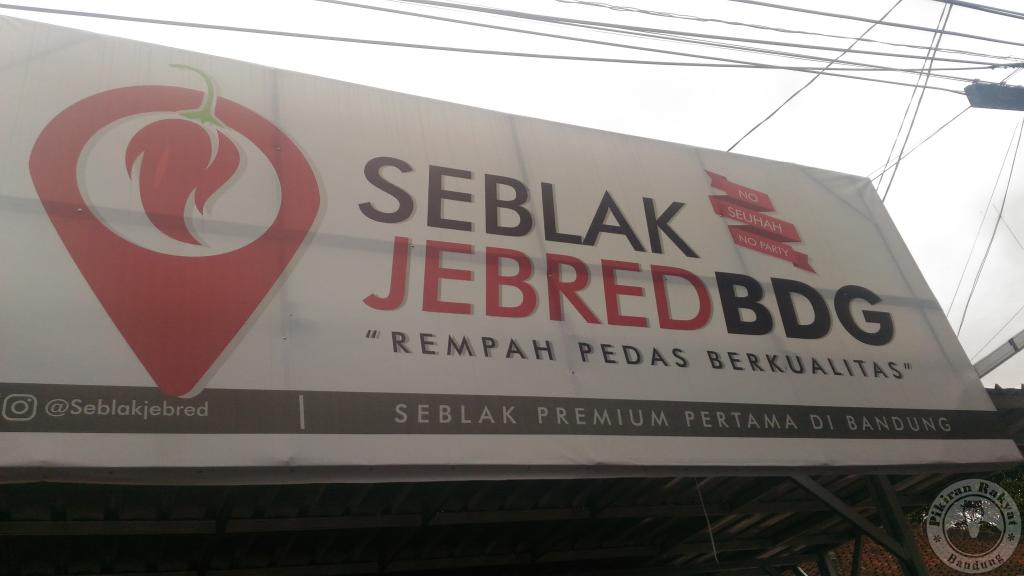 SEBLAK
JEBREDBDG
"REMPAH PEDAS BERKUALITAS"
NO
SEUHAH
NO PARTY
@Seblakjebred | SEBLAK PREMIUM PERTAMA DI BANDUNG
Pikiran Rakyat
Bandung